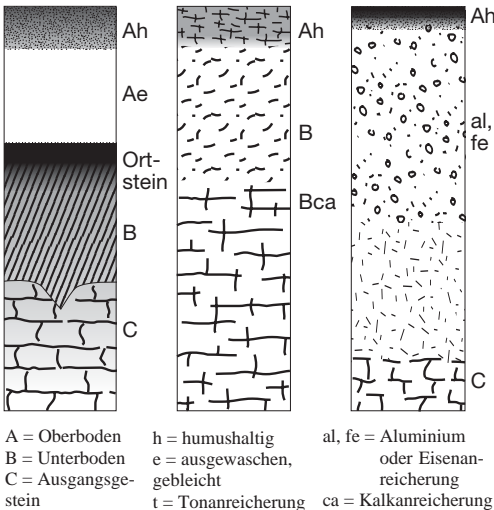 Ah
Ae
Ort-
stein
B
C
Ah
B
Bca
Ah
al,
fe
C
A = Oberboden
B = Unterboden
C = Ausgangsge-
stein
h = humushaltig
e = ausgewaschen,
gebleicht
t = Tonanreicherung
al, fe = Aluminium
oder Eisenan-
reicherung
ca = Kalkanreicherung